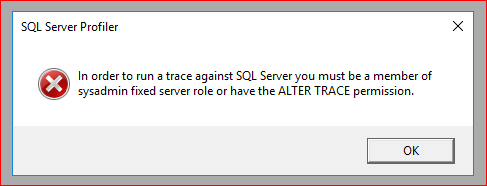 SQL Server Profiler
In order to run a trace against SQL Server you must be a member of
sysadmin fixed server role or have the ALTER TRACE permission.
OK